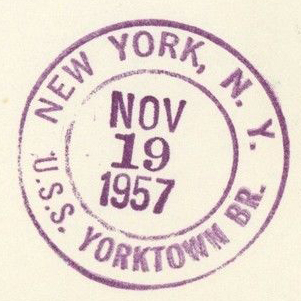 NEW YORK, N. Y.
NOV
19
1957
U.S.S. YORKTOWN BR.